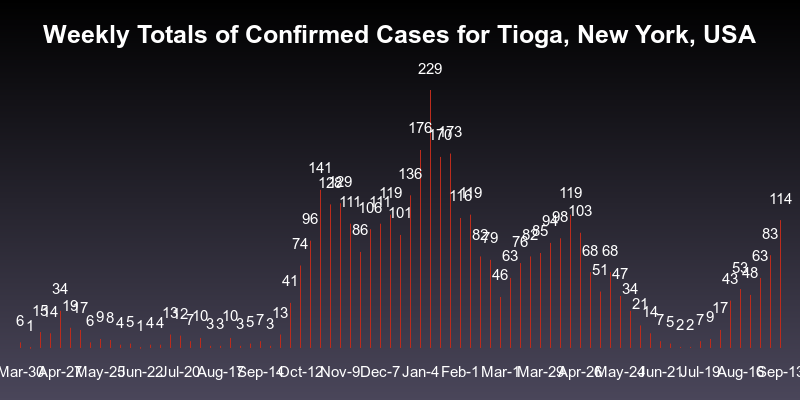 Weekly Totals of Confirmed Cases for Tioga, New York, USA
6 1 15 14 34 19 17 6 9 8 4 5 1 4 4 13 12 7 10 3 3 10 3 5 7 3 13 41 74 96 141 128 129 111 86 106 111 119 101 136 176 229 170 173 116 119 82 79 46 63 76 82 85 94 98 119 103 68 51 68 47 34 21 14 7 5 2 2 7 9 17 43 53 48 63 83 114
Mar-30 Apr-27 May-25 Jun-22 Jul-20 Aug-17 Sep-14 Oct-12 Nov-9 Dec-7 Jan-4 Feb-1 Mar-1 Mar-29 Apr-26 May-24 Jun-21 Jul-19 Aug-16 Sep-13